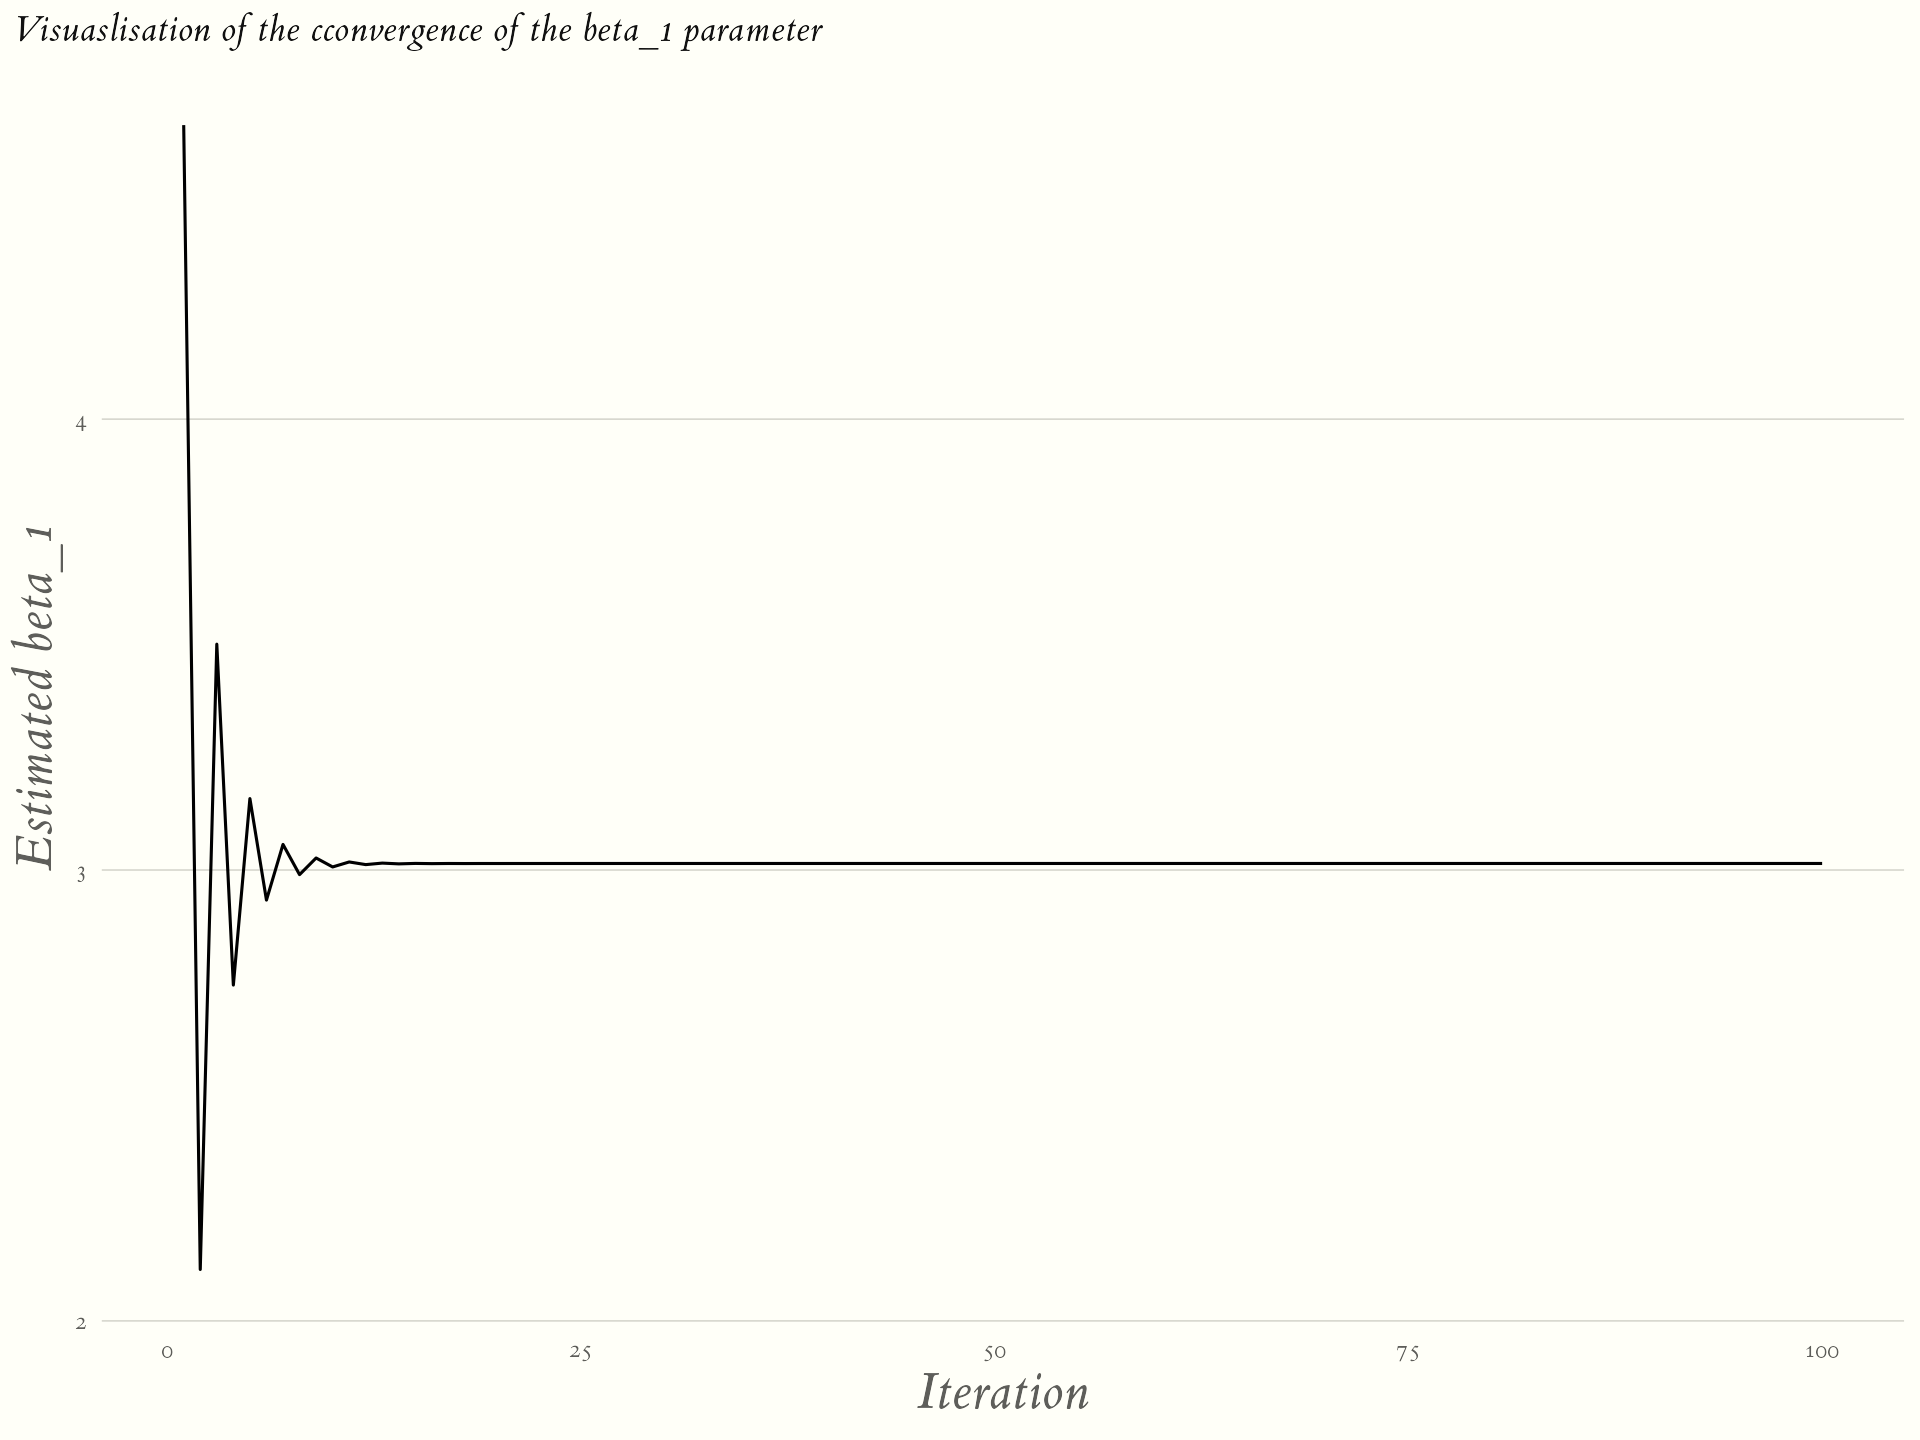 Visuaslisation of the cconvergence of the beta_1 parameter
4
3
2
Estimated beta_1
0 25 50 75 100
Iteration